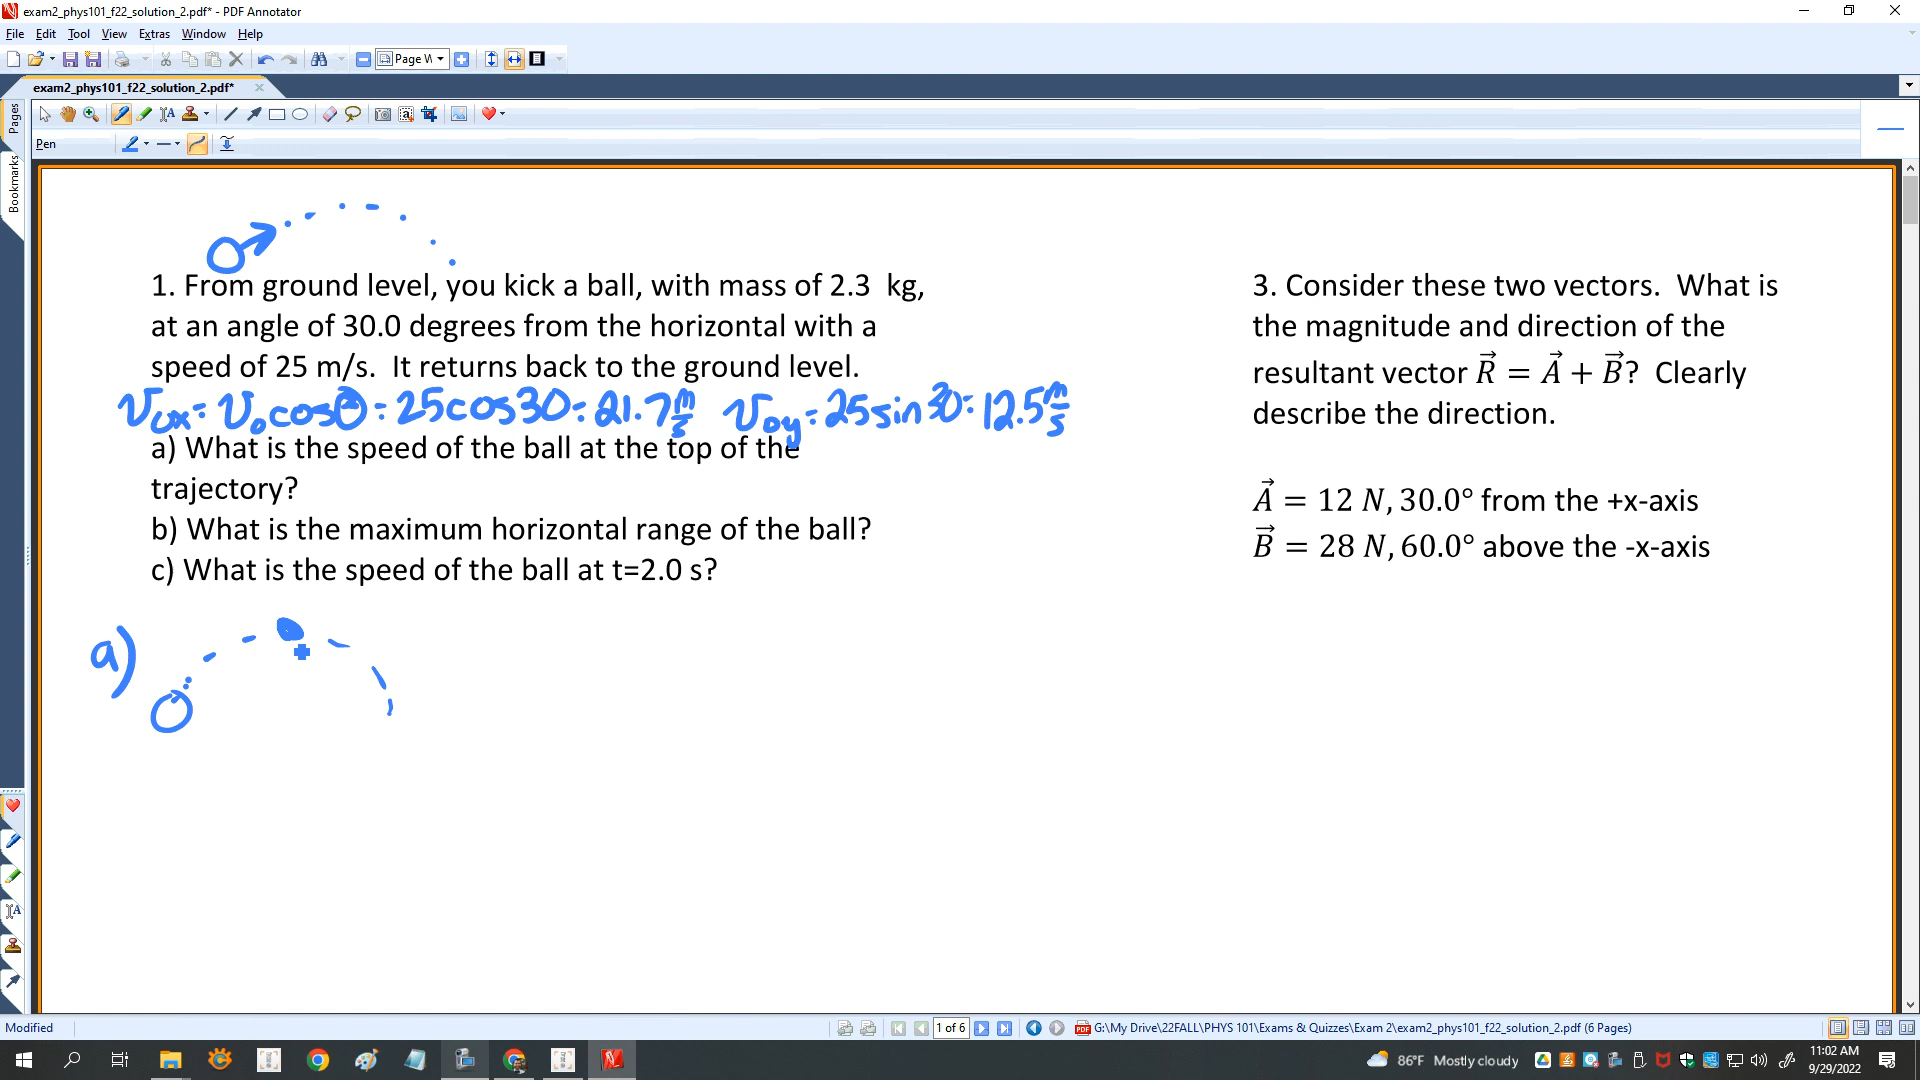 exam2_phys101_f22_solution_2.pdf* - PDF Annotator
File Edit Tool View Extras Window Help
Page W
exam2_phys101_f22_solution_2.pdf*
Pages
Bookmarks
Pen
1. From ground level, you kick a ball, with mass of 2.3 kg,
at an angle of 30.0 degrees from the horizontal with a
speed of 25 m/s. It returns back to the ground level.
v₀ₓ = v₀cosθ = 25cos30 = 21.7 m/s v₀y = 25sin30 = 12.5 m/s
a) What is the speed of the ball at the top of the
trajectory?
b) What is the maximum horizontal range of the ball?
c) What is the speed of the ball at t=2.0 s?
a)
3. Consider these two vectors. What is
the magnitude and direction of the
resultant vector R⃗ = A⃗ + B⃗? Clearly
describe the direction.
A⃗ = 12 N, 30.0° from the +x-axis
B⃗ = 28 N, 60.0° above the -x-axis
Modified
1 of 6
G:\My Drive\22FALL\PHYS 101\Exams & Quizzes\Exam 2\exam2_phys101_f22_solution_2.pdf (6 Pages)
86°F Mostly cloudy
11:02 AM
9/29/2022